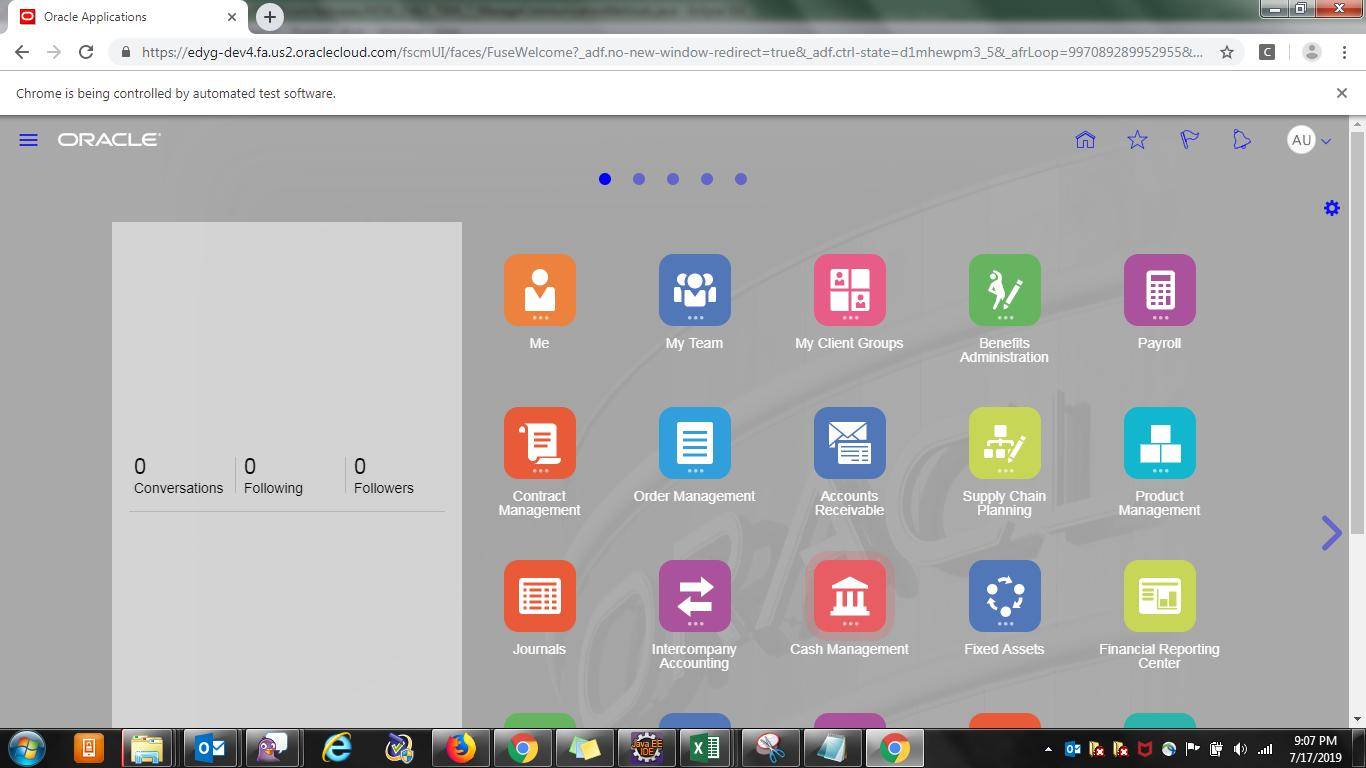 Oracle Applications
https://edyg-dev4.fa.us2.oraclecloud.com/fscmUI/faces/FuseWelcome?_adf.no-new-window-redirect=true&_adf.ctrl-state=d1mhewpm3_5&_afrLoop=997089289952955&...
C
Chrome is being controlled by automated test software.
ORACLE
AU
0 0 0
Conversations Following Followers
Me
My Team
My Client Groups
Benefits
Administration
Payroll
Contract
Management
Order Management
Accounts
Receivable
Supply Chain
Planning
Product
Management
Journals
Intercompany
Accounting
Cash Management
Fixed Assets
Financial Reporting
Center
Java EE
IDE
9:07 PM
7/17/2019